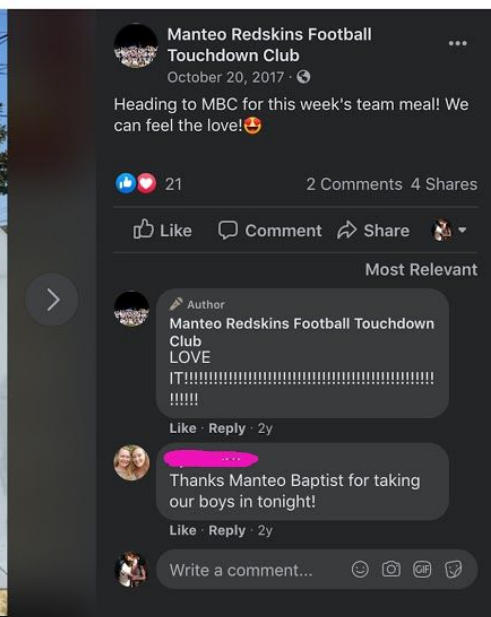 Manteo Redskins Football
Touchdown Club
October 20, 2017 ·
Heading to MBC for this week's team meal! We
can feel the love!🤩
21
2 Comments 4 Shares
Like Comment Share
Most Relevant
Author
Manteo Redskins Football Touchdown
Club
LOVE
IT!!!!!!!!!!!!!!!!!!!!!!!!!!!!!!!!!!!!!!!!!!!!!!!!!!!!
!!!!!!
Like · Reply · 2y
Thanks Manteo Baptist for taking
our boys in tonight!
Like · Reply · 2y
Write a comment...
GIF